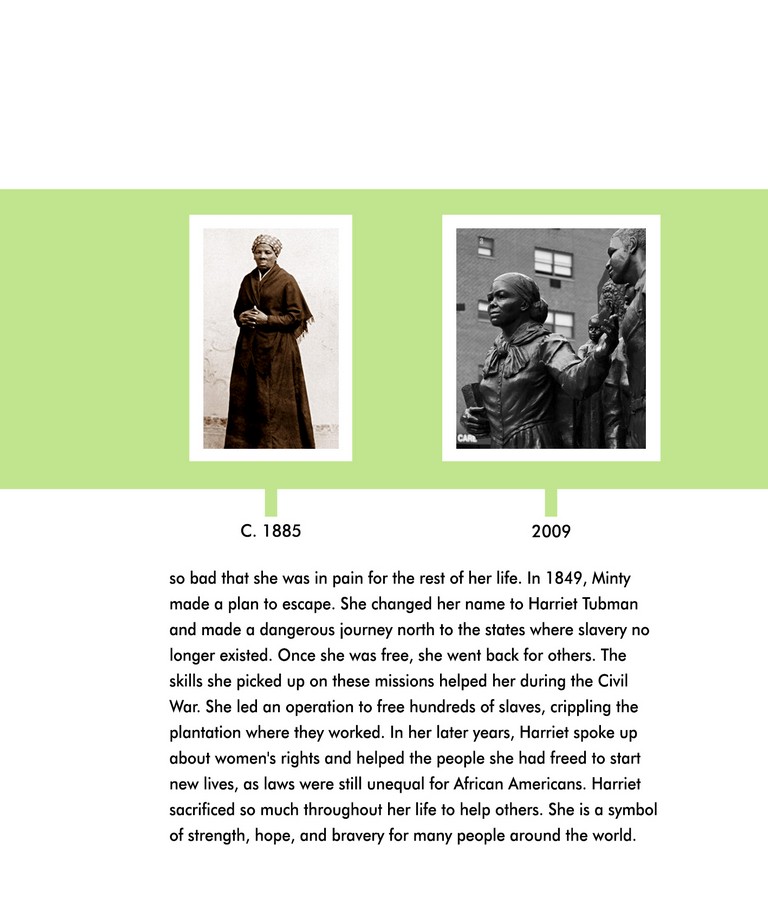 CARE
C. 1885
2009
so bad that she was in pain for the rest of her life. In 1849, Minty
made a plan to escape. She changed her name to Harriet Tubman
and made a dangerous journey north to the states where slavery no
longer existed. Once she was free, she went back for others. The
skills she picked up on these missions helped her during the Civil
War. She led an operation to free hundreds of slaves, crippling the
plantation where they worked. In her later years, Harriet spoke up
about women's rights and helped the people she had freed to start
new lives, as laws were still unequal for African Americans. Harriet
sacrificed so much throughout her life to help others. She is a symbol
of strength, hope, and bravery for many people around the world.